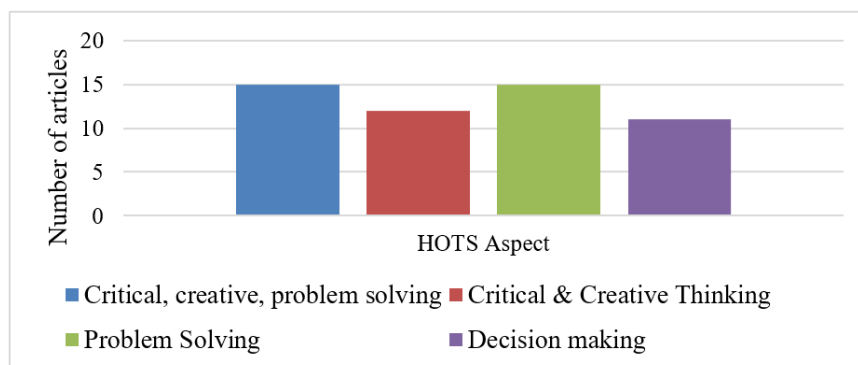 Number of articles
20
15
10
5
0
HOTS Aspect
Critical, creative, problem solving
Critical & Creative Thinking
Problem Solving
Decision making